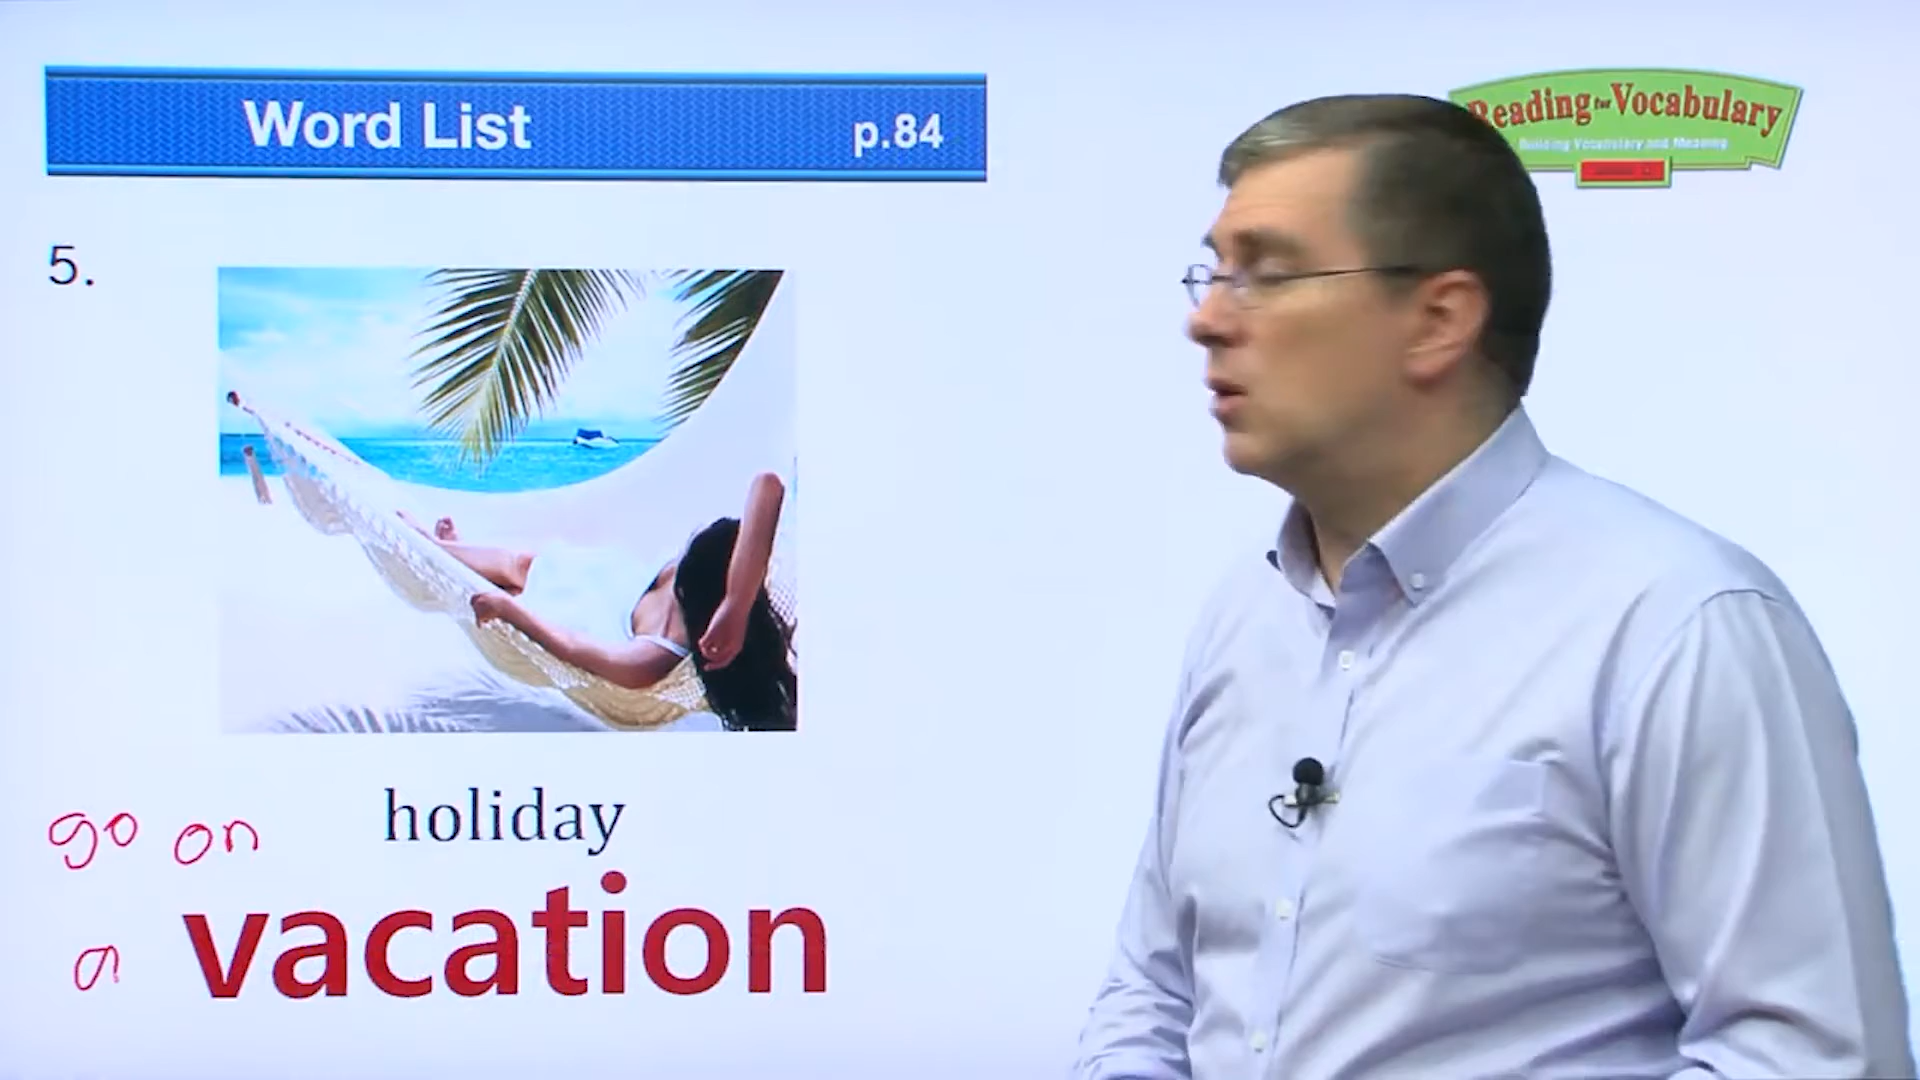 Word List p.84
Reading for Vocabulary
Building Vocabulary and Meaning
5.
go on holiday
a vacation